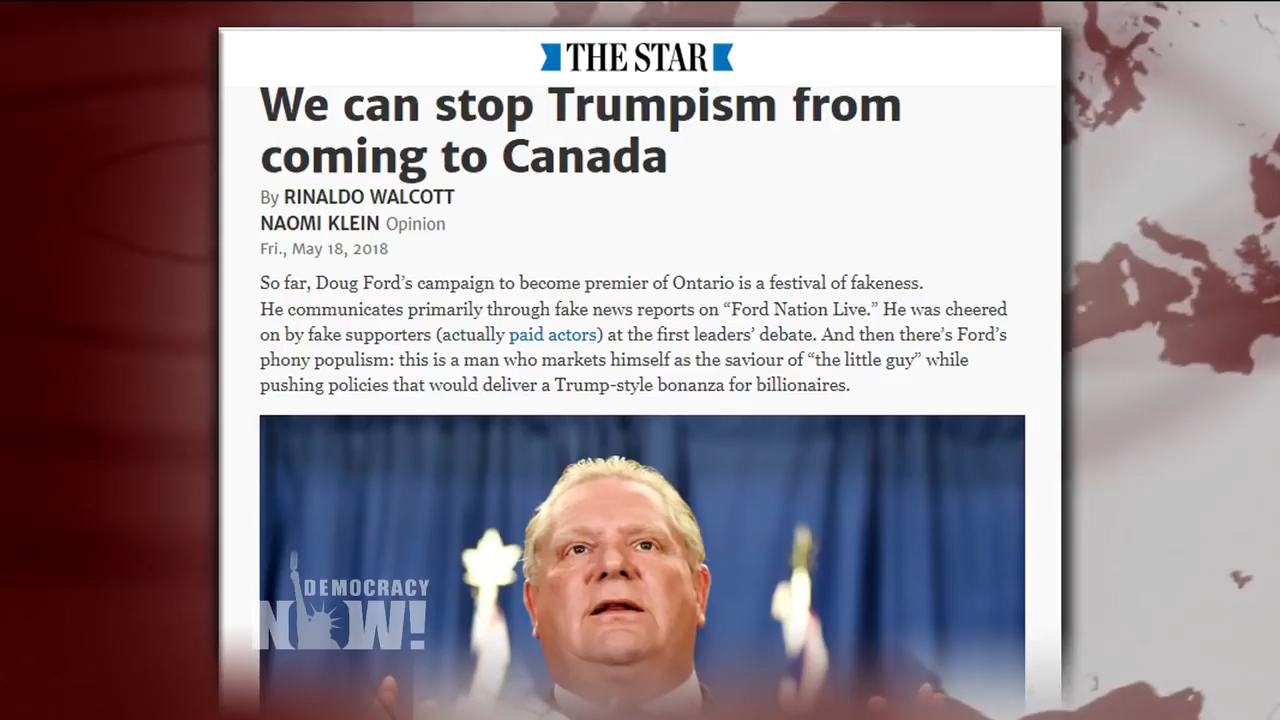 THE STAR
We can stop Trumpism from
coming to Canada
By RINALDO WALCOTT
NAOMI KLEIN Opinion
Fri., May 18, 2018
So far, Doug Ford’s campaign to become premier of Ontario is a festival of fakeness.
He communicates primarily through fake news reports on “Ford Nation Live.” He was cheered
on by fake supporters (actually paid actors) at the first leaders’ debate. And then there’s Ford’s
phony populism: this is a man who markets himself as the saviour of “the little guy” while
pushing policies that would deliver a Trump-style bonanza for billionaires.
DEMOCRACY
NOW!